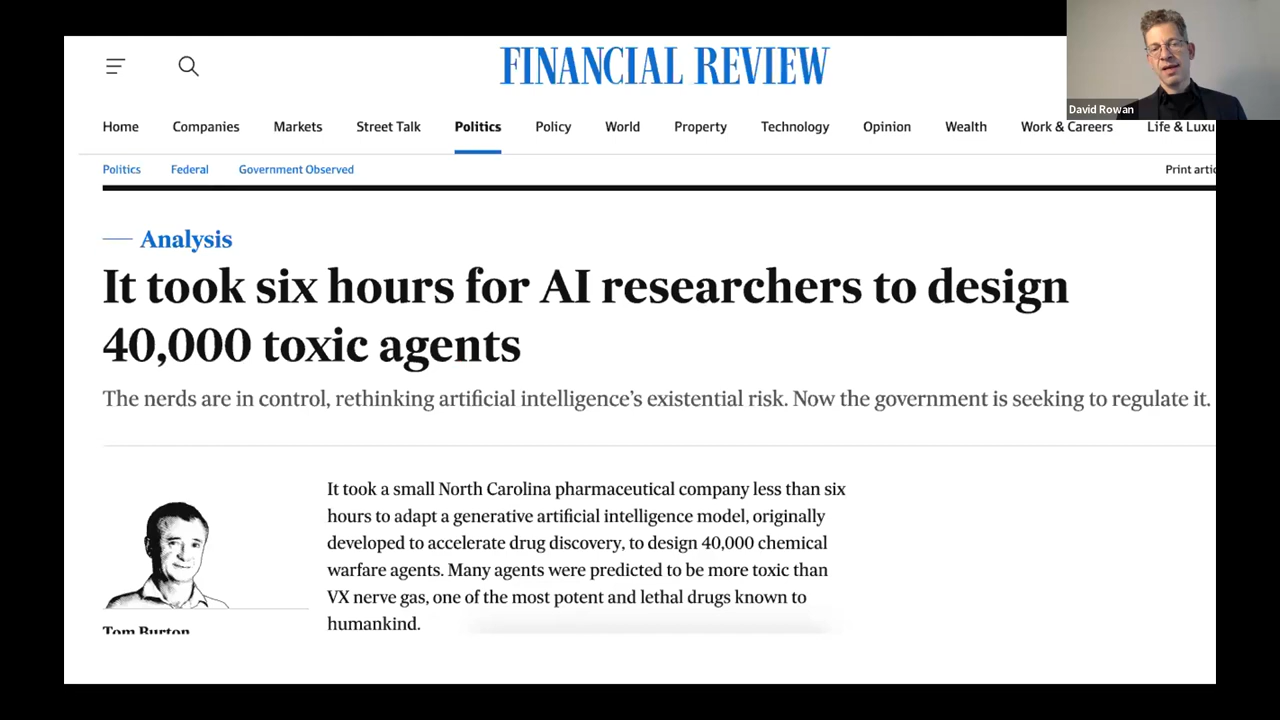 FINANCIAL REVIEW
David Rowan
Home Companies Markets Street Talk Politics Policy World Property Technology Opinion Wealth Work & Careers Life & Luxu
Politics Federal Government Observed Print artic
Analysis
It took six hours for AI researchers to design
40,000 toxic agents
The nerds are in control, rethinking artificial intelligence's existential risk. Now the government is seeking to regulate it.
It took a small North Carolina pharmaceutical company less than six
hours to adapt a generative artificial intelligence model, originally
developed to accelerate drug discovery, to design 40,000 chemical
warfare agents. Many agents were predicted to be more toxic than
VX nerve gas, one of the most potent and lethal drugs known to
humankind.
Tom Burton